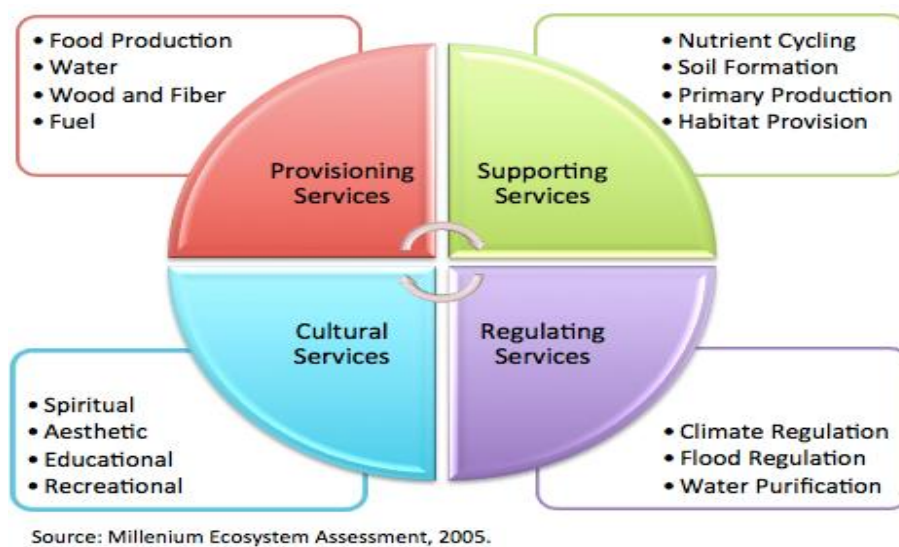 • Food Production
• Water
• Wood and Fiber
• Fuel
• Nutrient Cycling
• Soil Formation
• Primary Production
• Habitat Provision
Provisioning
Services
Supporting
Services
Cultural
Services
Regulating
Services
• Spiritual
• Aesthetic
• Educational
• Recreational
• Climate Regulation
• Flood Regulation
• Water Purification
Source: Millenium Ecosystem Assessment, 2005.